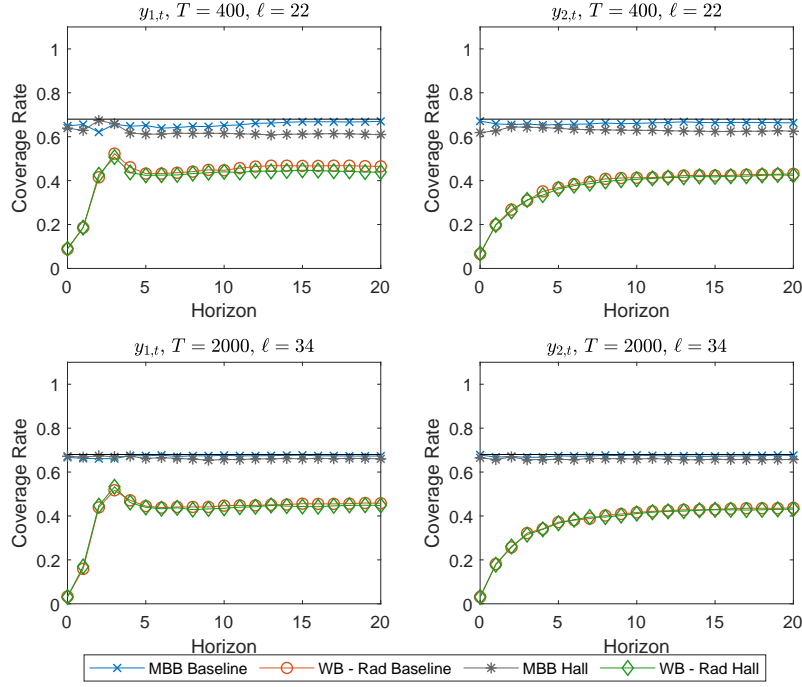 y₁,ₜ, T = 400, ℓ = 22
y₂,ₜ, T = 400, ℓ = 22
Coverage Rate
1
0.8
0.6
0.4
0.2
0
0 5 10 15 20
Horizon
Coverage Rate
1
0.8
0.6
0.4
0.2
0
0 5 10 15 20
Horizon
y₁,ₜ, T = 2000, ℓ = 34
y₂,ₜ, T = 2000, ℓ = 34
Coverage Rate
1
0.8
0.6
0.4
0.2
0
0 5 10 15 20
Horizon
Coverage Rate
1
0.8
0.6
0.4
0.2
0
0 5 10 15 20
Horizon
MBB Baseline WB - Rad Baseline MBB Hall WB - Rad Hall